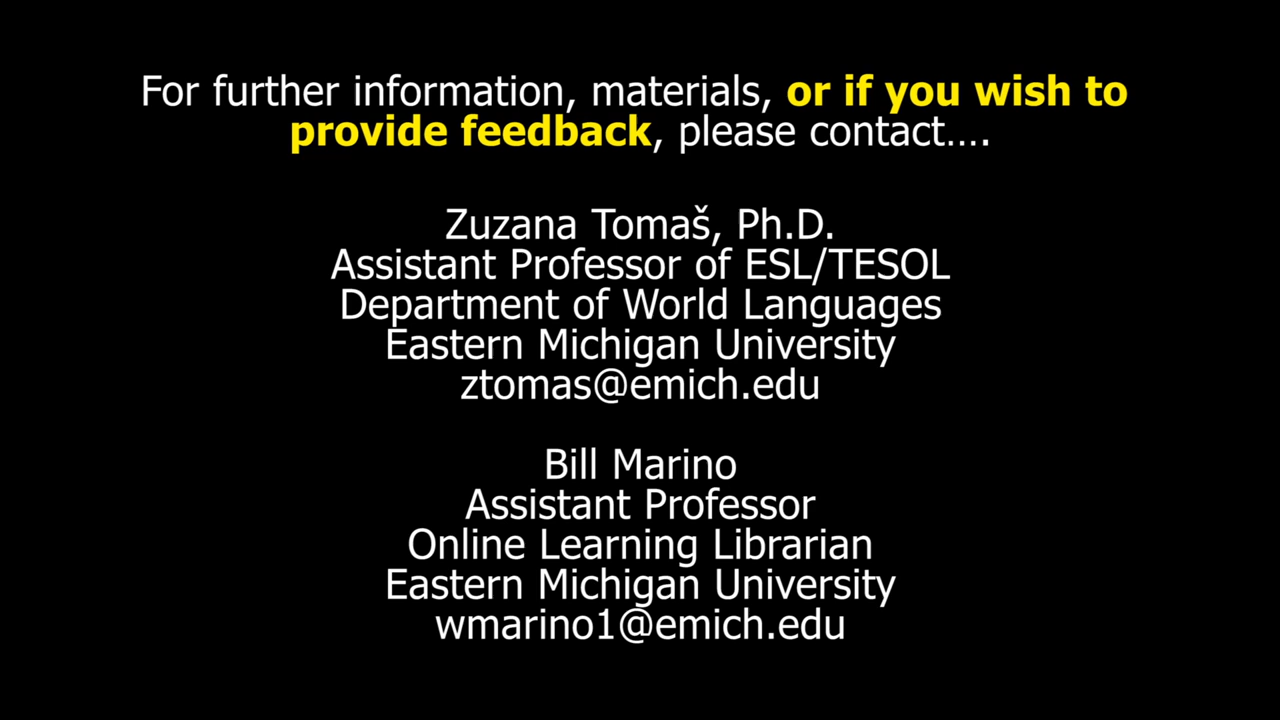 For further information, materials, or if you wish to
provide feedback, please contact....
Zuzana Tomaš, Ph.D.
Assistant Professor of ESL/TESOL
Department of World Languages
Eastern Michigan University
ztomas@emich.edu
Bill Marino
Assistant Professor
Online Learning Librarian
Eastern Michigan University
wmarino1@emich.edu